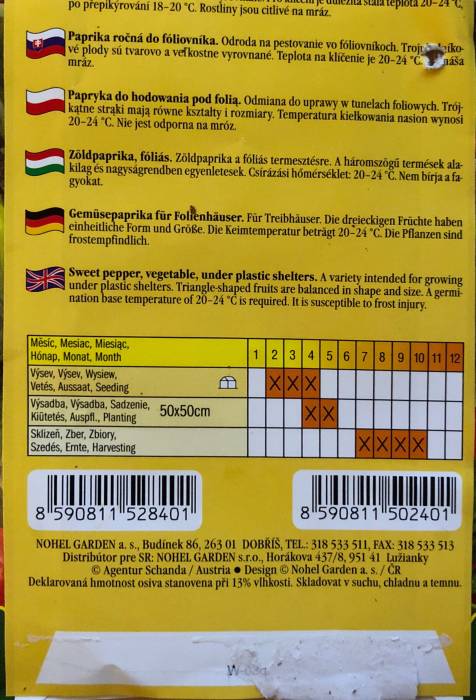 po přepikýrování 18–20 °C. Rostliny jsou citlivé na mráz.
Paprika ročná do fóliovníka. Odroda na pestovanie vo fóliovníkoch.
vé plody sú tvarovo a veľkostne vyrovnané. Teplota na klíčenie je 20–24 °C.
mráz.
Papryka do hodowania pod folią. Odmiana do uprawy w tunelach foliowych. Trój-
kątne strąki mają równe kształty i rozmiary. Temperatura kiełkowania nasion wynosi
20–24 °C. Nie jest odporna na mróz.
Zöldpaprika, fóliás. Zöldpaprika a fóliás termesztésre. A háromszögű termések ala-
kilag és nagyságrendben egyenletesek. Csírázási hőmérséklet: 20–24 °C. Nem bírja a fa-
gyokat.
Gemüsepaprika für Folienhäuser. Für Treibhäuser. Die dreieckigen Früchte haben
einheitliche Form und Größe. Die Keimtemperatur beträgt 20–24 °C. Die Pflanzen sind
frostempfindlich.
Sweet pepper, vegetable, under plastic shelters. A variety intended for growing
under plastic shelters. Triangle-shaped fruits are balanced in shape and size. A germi-
nation base temperature of 20–24 °C is required. It is susceptible to frost injury.
Měsíc, Mesiac, Miesiąc,
Hónap, Monat, Month
1 2 3 4 5 6 7 8 9 10 11 12
Výsev, Výsev, Wysiew,
Vetés, Aussaat, Seeding
X X X
Výsadba, Výsadba, Sadzenie,
Kiütetés, Auspfl., Planting
50x50cm
X X
Sklizeň, Zber, Zbiory,
Szedés, Ernte, Harvesting
X X X X
8 590811 528401
8 590811 502401
NOHEL GARDEN a. s., Budínek 86, 263 01 DOBŘÍŠ, TEL.: 318 533 511, FAX: 318 533 513
Distribútor pre SR: NOHEL GARDEN s.r.o., Horákova 437/8, 951 41 Lužianky
© Agentur Schanda / Austria ● Design © Nohel Garden a. s. / ČR
Deklarovaná hmotnost osiva stanovena při 13% vlhkosti. Skladovat v suchu, chladnu a temnu.